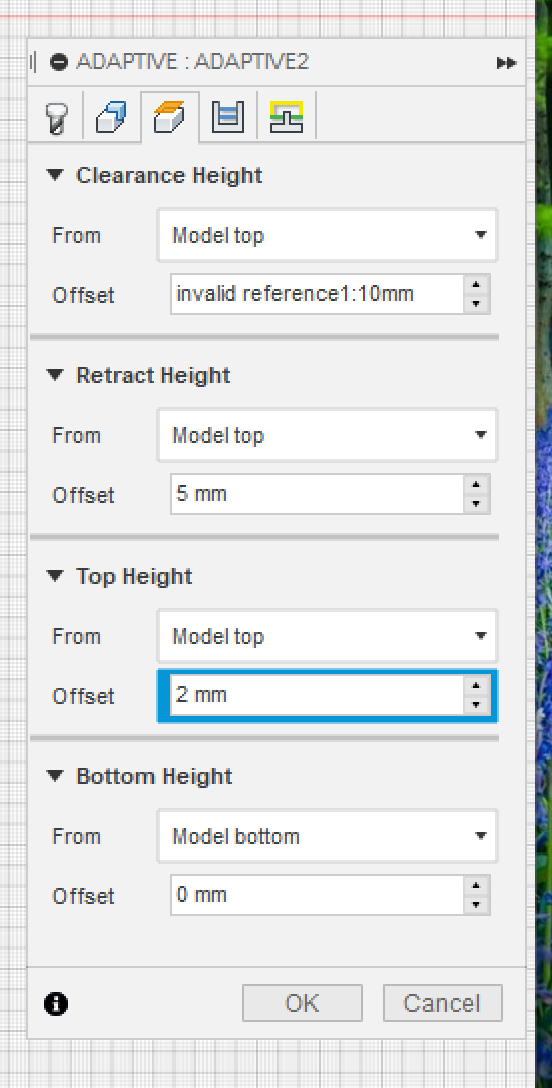 ADAPTIVE : ADAPTIVE2
Clearance Height
From Model top
Offset invalid reference1:10mm
Retract Height
From Model top
Offset 5 mm
Top Height
From Model top
Offset 2 mm
Bottom Height
From Model bottom
Offset 0 mm
OK Cancel